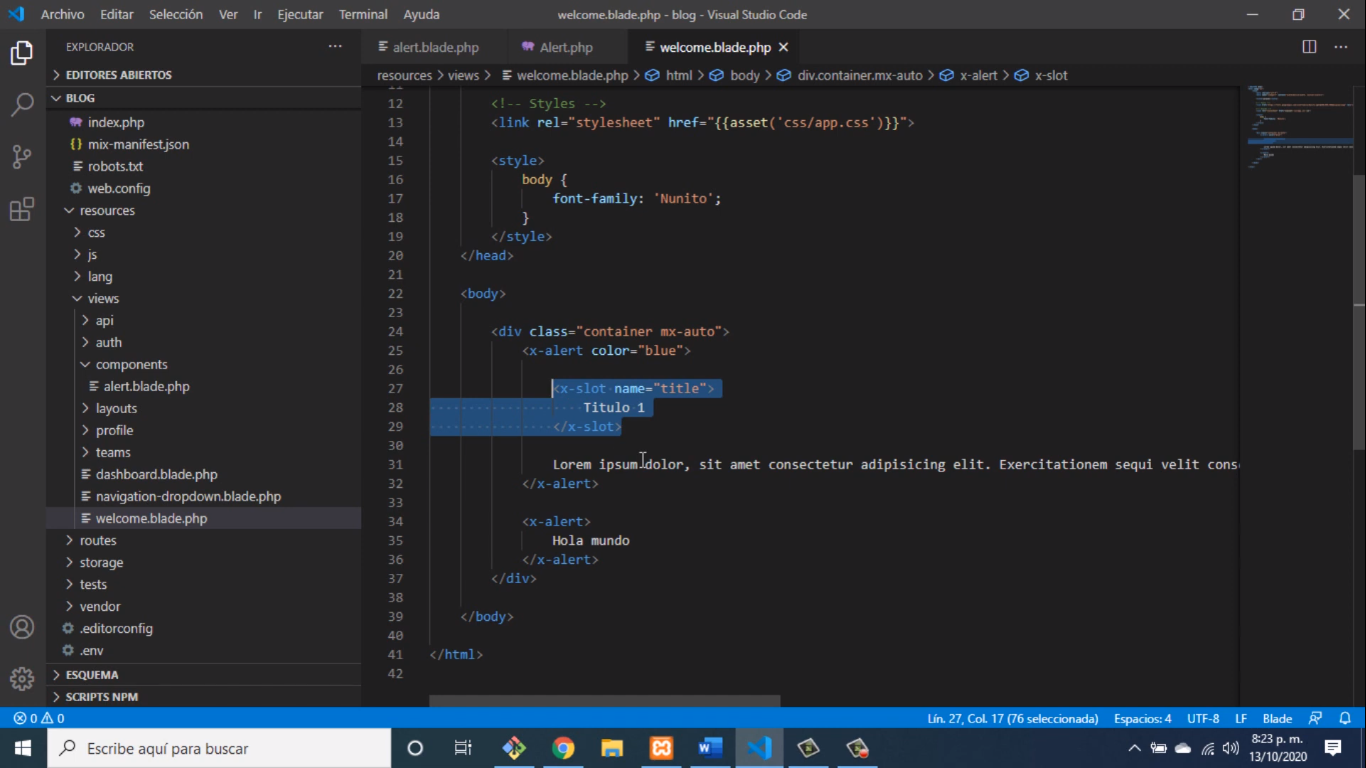 Archivo Editar Selección Ver Ir Ejecutar Terminal Ayuda
welcome.blade.php - blog - Visual Studio Code
EXPLORADOR
EDITORES ABIERTOS
BLOG
index.php
mix-manifest.json
robots.txt
web.config
resources
css
js
lang
views
api
auth
components
alert.blade.php
layouts
profile
teams
dashboard.blade.php
navigation-dropdown.blade.php
welcome.blade.php
routes
storage
tests
vendor
.editorconfig
.env
ESQUEMA
SCRIPTS NPM
alert.blade.php Alert.php welcome.blade.php
resources > views > welcome.blade.php > html > body > div.container.mx-auto > x-alert > x-slot
11
12 <!-- Styles -->
13 <link rel="stylesheet" href="{{asset('css/app.css')}}">
14
15 <style>
16 body {
17 font-family: 'Nunito';
18 }
19 </style>
20 </head>
21
22 <body>
23
24 <div class="container mx-auto">
25 <x-alert color="blue">
26
27 <x-slot name="title">
28 Titulo 1
29 </x-slot>
30
31 Lorem ipsum dolor, sit amet consectetur adipisicing elit. Exercitationem sequi velit conse
32 </x-alert>
33
34 <x-alert>
35 Hola mundo
36 </x-alert>
37 </div>
38
39 </body>
40
41 </html>
42
0 0
Lín. 27, Col. 17 (76 seleccionada) Espacios: 4 UTF-8 LF Blade
Escribe aquí para buscar
8:23 p. m.
13/10/2020